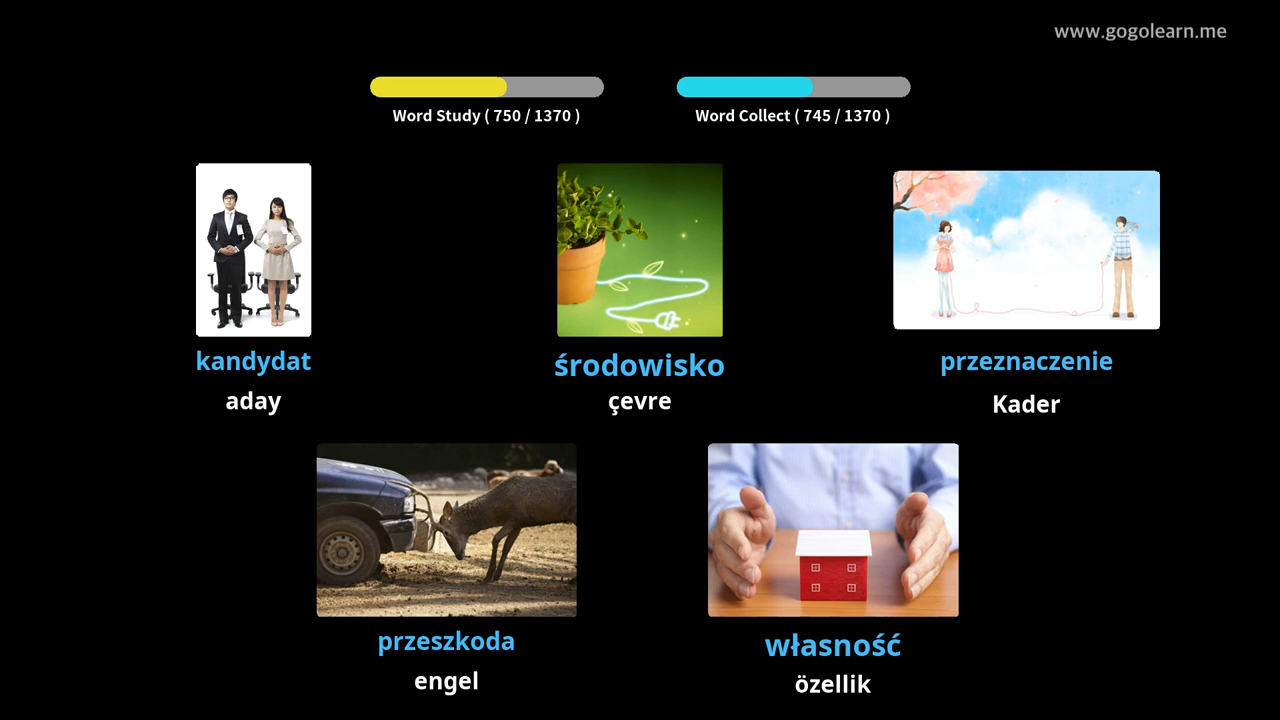 www.gogolearn.me
Word Study ( 750 / 1370 )
Word Collect ( 745 / 1370 )
kandydat
aday
środowisko
çevre
przeznaczenie
Kader
przeszkoda
engel
własność
özellik